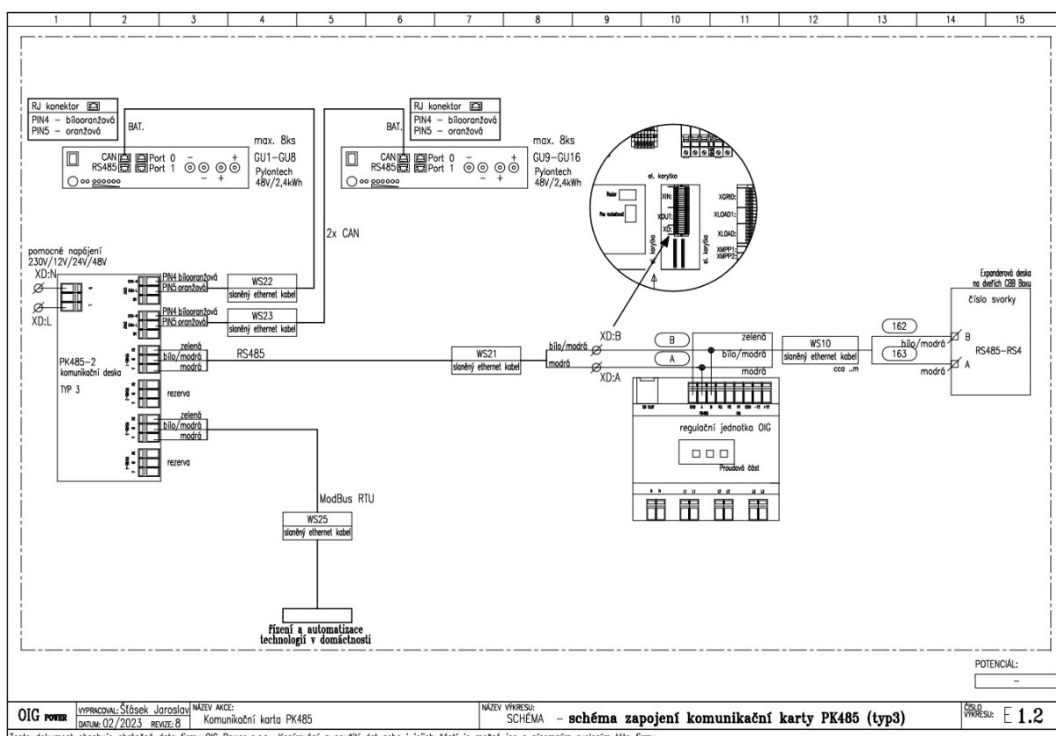 1 2 3 4 5 6 7 8 9 10 11 12 13 14 15
RJ konektor
PIN4 - bílooranžová
PIN5 - oranžová
BAT.
max. 8ks
CAN
RS485
Port 0
Port 1
- +
- +
GU1-GU8
Pylontech
48V/2,4kWh
RJ konektor
PIN4 - bílooranžová
PIN5 - oranžová
BAT.
max. 8ks
CAN
RS485
Port 0
Port 1
- +
- +
GU9-GU16
Pylontech
48V/2,4kWh
2x CAN
el. korytko
XIN:
XOUT:
XD:
el. korytko
el. korytko
XGRID:
XLOAD1:
XLOAD:
XMPP1:
XMPP2:
pomocné napájení
230V/12V/24V/48V
XD:N
XD:L
PK485-2
komunikační deska
TYP 3
PIN4 bílooranžová
PIN5 oranžová
WS22
slaněný ethernet kabel
PIN4 bílooranžová
PIN5 oranžová
WS23
slaněný ethernet kabel
zelená
bílo/modrá
modrá
RS485
WS21
slaněný ethernet kabel
bílo/modrá
modrá
XD:B
XD:A
B
A
zelená
bílo/modrá
modrá
WS10
slaněný ethernet kabel
cca ..m
162
bílo/modrá
163
modrá
Expanderová deska
na dveřích CBB Boxu
číslo svorky
B
RS485-RS4
A
rezerva
zelená
bílo/modrá
modrá
rezerva
regulační jednotka OIG
Proudová část
ModBus RTU
WS25
slaněný ethernet kabel
Řízení a automatizace
technologií v domáctnosti
POTENCIÁL:
-
OIG POWER
VYPRACOVAL: Šťásek Jaroslav
DATUM: 02/2023 REVIZE: 8
NÁZEV AKCE:
Komunikační karta PK485
NÁZEV VÝKRESU:
SCHÉMA - schéma zapojení komunikační karty PK485 (typ3)
ČÍSLO VÝKRESU: E 1.2